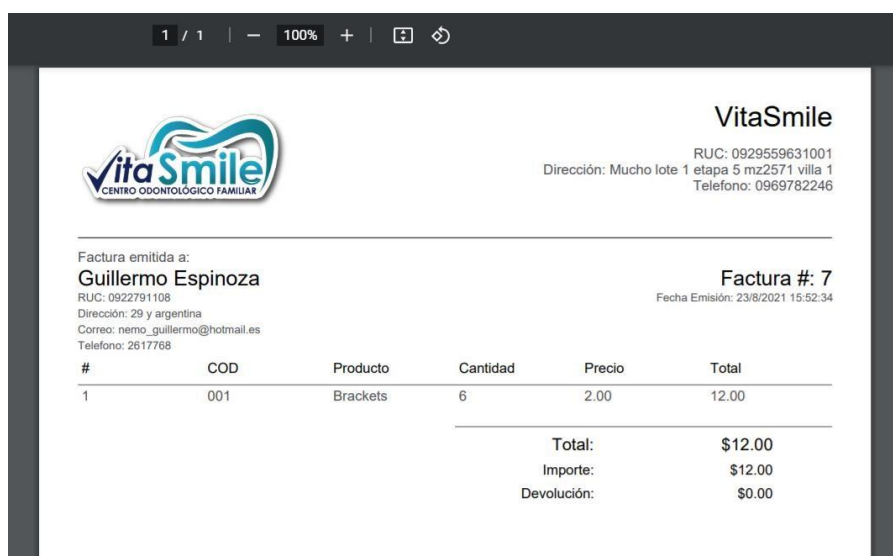 1 / 1 | − 100% + |
VitaSmile
CENTRO ODONTOLÓGICO FAMILIAR
VitaSmile
RUC: 0929559631001
Dirección: Mucho lote 1 etapa 5 mz2571 villa 1
Telefono: 0969782246
Factura emitida a:
Guillermo Espinoza
RUC: 0922791108
Dirección: 29 y argentina
Correo: nemo_guillermo@hotmail.es
Telefono: 2617768
Factura #: 7
Fecha Emisión: 23/8/2021 15:52:34
# COD Producto Cantidad Precio Total
1 001 Brackets 6 2.00 12.00
Total: $12.00
Importe: $12.00
Devolución: $0.00